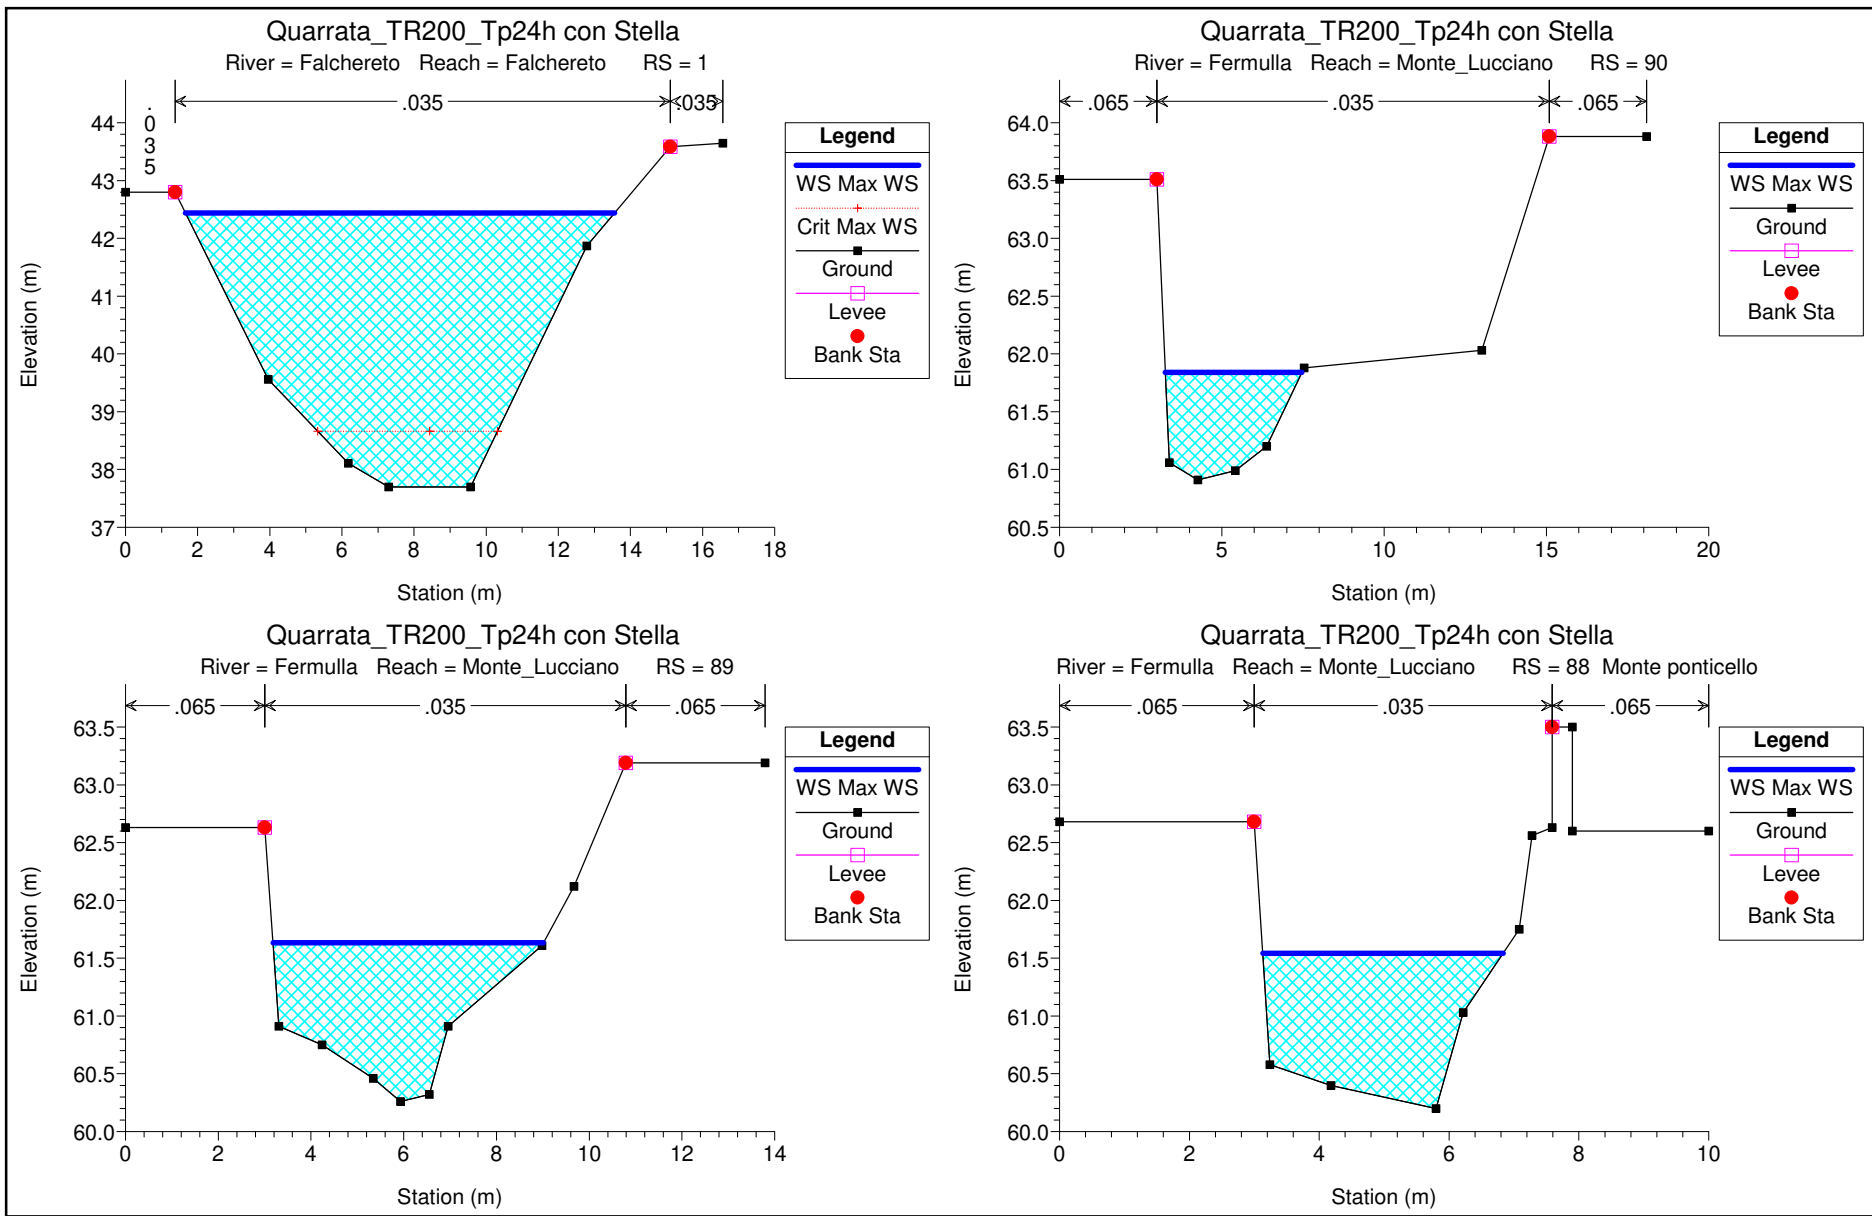 Quarrata_TR200_Tp24h con Stella
River = Falchereto Reach = Falchereto RS = 1
.035
.035
.035
44
43
42
41
40
39
38
37
0 2 4 6 8 10 12 14 16 18
Elevation (m)
Station (m)
Legend
WS Max WS
Crit Max WS
Ground
Levee
Bank Sta
Quarrata_TR200_Tp24h con Stella
River = Fermulla Reach = Monte_Lucciano RS = 90
.065 .035 .065
64.0
63.5
63.0
62.5
62.0
61.5
61.0
60.5
0 5 10 15 20
Elevation (m)
Station (m)
Legend
WS Max WS
Ground
Levee
Bank Sta
Quarrata_TR200_Tp24h con Stella
River = Fermulla Reach = Monte_Lucciano RS = 89
.065 .035 .065
63.5
63.0
62.5
62.0
61.5
61.0
60.5
60.0
0 2 4 6 8 10 12 14
Elevation (m)
Station (m)
Legend
WS Max WS
Ground
Levee
Bank Sta
Quarrata_TR200_Tp24h con Stella
River = Fermulla Reach = Monte_Lucciano RS = 88 Monte ponticello
.065 .035 .065
63.5
63.0
62.5
62.0
61.5
61.0
60.5
60.0
0 2 4 6 8 10
Elevation (m)
Station (m)
Legend
WS Max WS
Ground
Levee
Bank Sta